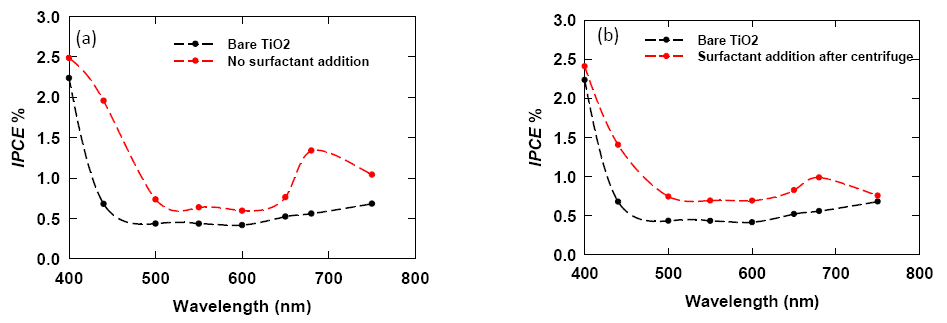 3.0
(a)
Bare TiO2
No surfactant addition
2.5
2.0
1.5
1.0
0.5
0.0
IPCE %
400
500
600
700
800
Wavelength (nm)
3.0
(b)
Bare TiO2
Surfactant addition after centrifuge
2.5
2.0
1.5
1.0
0.5
0.0
IPCE %
400
500
600
700
800
Wavelength (nm)